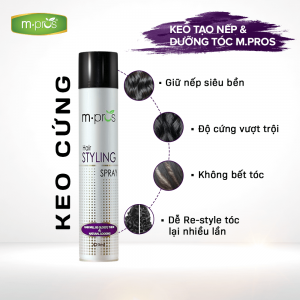 m·pros
KEO TẠO NẾP &
DƯỠNG TÓC M.PROS
KEO CỨNG
m·pros
Hair
STYLING
SPRAY
Giữ nếp siêu bền
Độ cứng vượt trội
Không bết tóc
Dễ Re-style tóc
lại nhiều lần